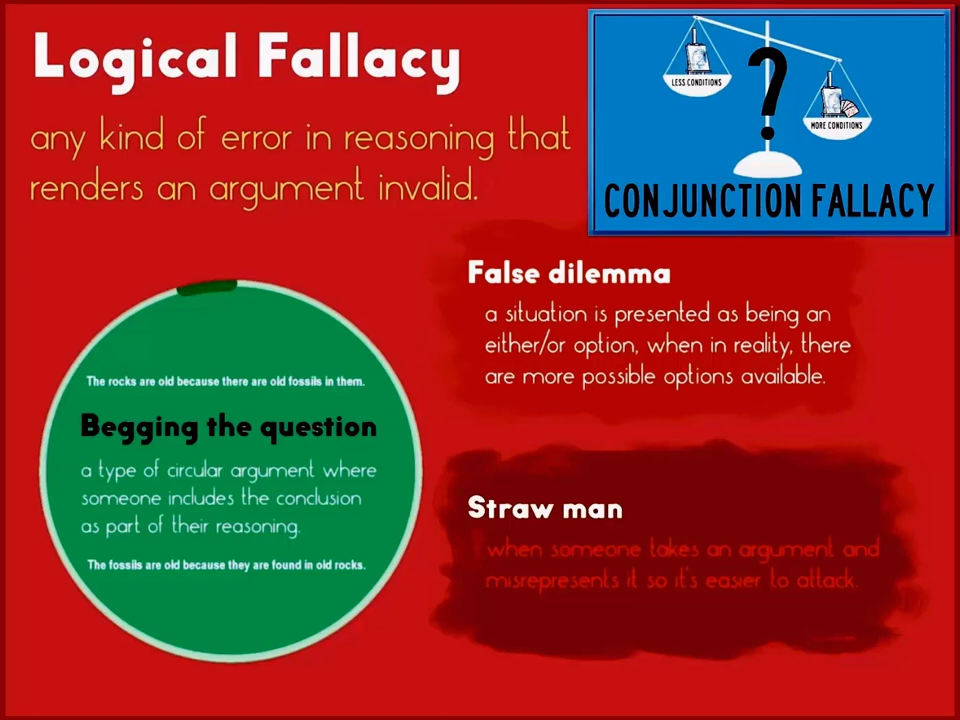 Logical Fallacy
any kind of error in reasoning that
renders an argument invalid.
LESS CONDITIONS
?
MORE CONDITIONS
CONJUNCTION FALLACY
False dilemma
a situation is presented as being an
either/or option, when in reality, there
are more possible options available.
The rocks are old because there are old fossils in them.
Begging the question
a type of circular argument where
someone includes the conclusion
as part of their reasoning.
The fossils are old because they are found in old rocks.
Straw man
when someone takes an argument and
misrepresents it so it's easier to attack.